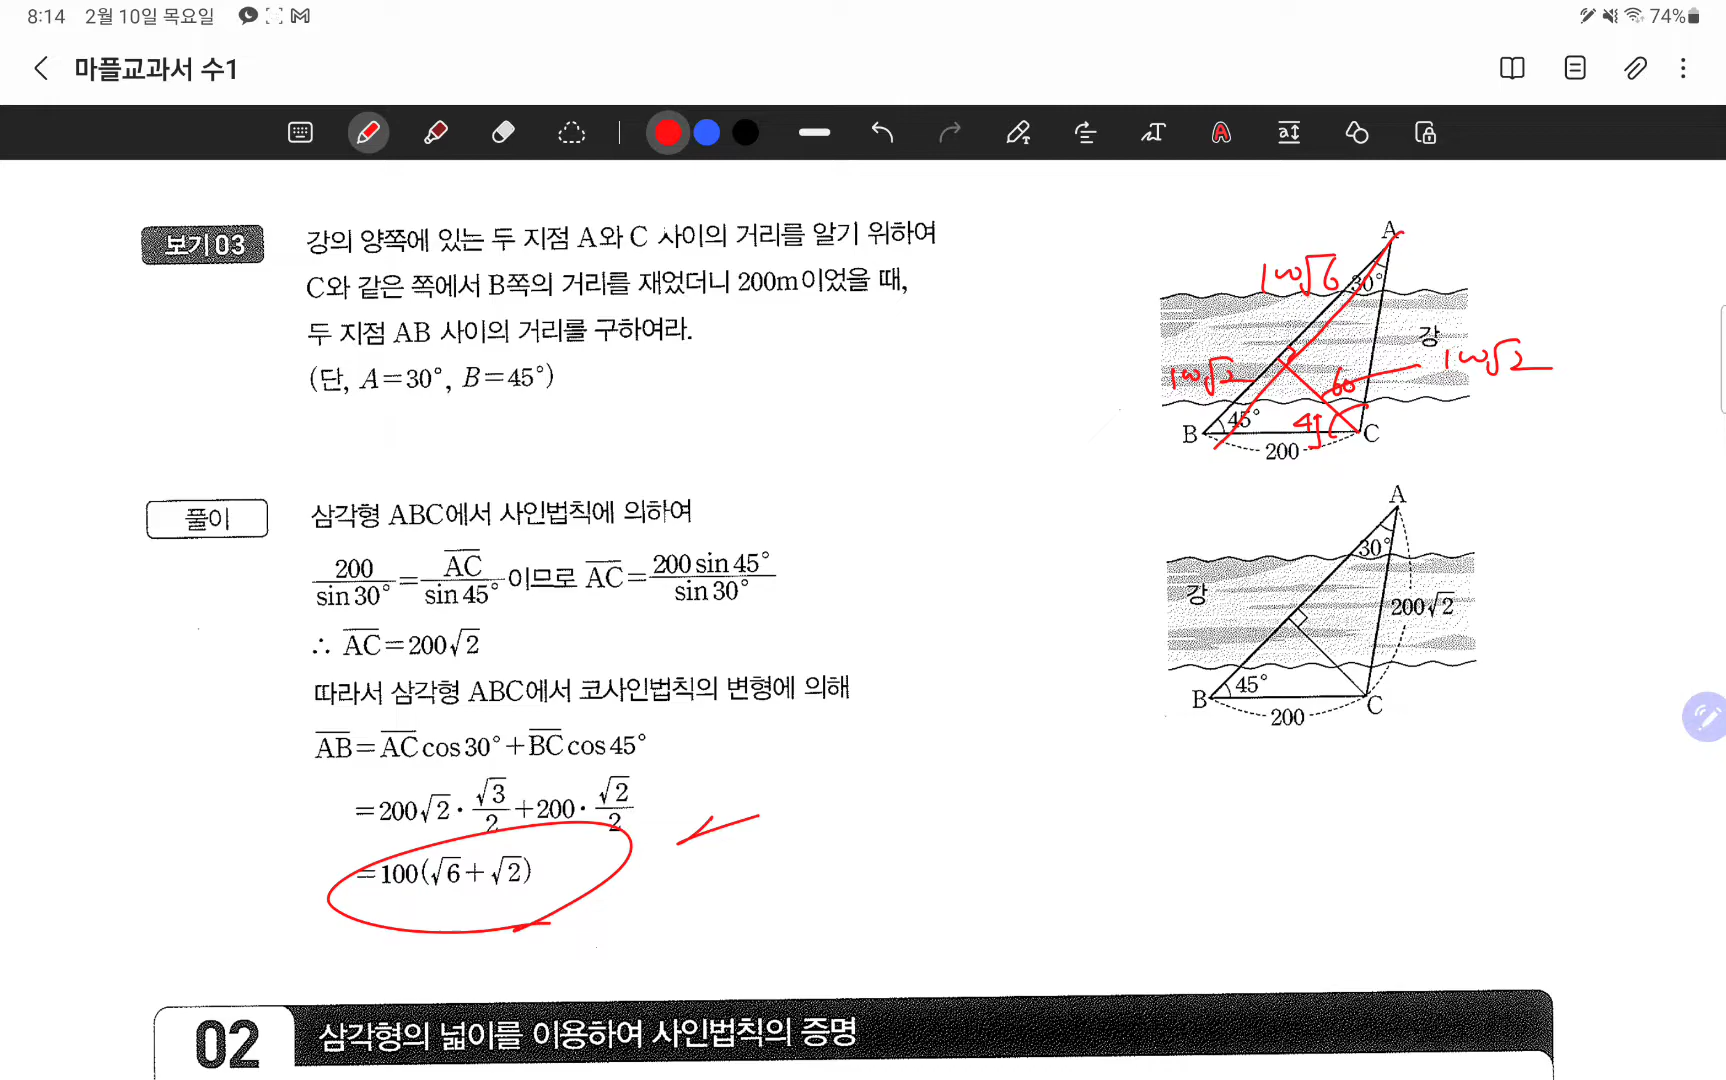 8:14 2월 10일 목요일
74%
마플교과서 수1
보기 03
강의 양쪽에 있는 두 지점 A와 C 사이의 거리를 알기 위하여
C와 같은 쪽에서 B쪽의 거리를 재었더니 200m이었을 때,
두 지점 AB 사이의 거리를 구하여라.
(단, A=30°, B=45°)
A
100√6
30°
강
100√2
100√2
60
45°
45
B
C
200
풀이
삼각형 ABC에서 사인법칙에 의하여
200/sin 30° = AC/sin 45° 이므로 AC = 200 sin 45°/sin 30°
∴ AC=200√2
따라서 삼각형 ABC에서 코사인법칙의 변형에 의해
AB=AC cos 30°+BC cos 45°
=200√2 · √3/2 + 200 · √2/2
=100(√6+√2)
A
30°
강
200√2
45°
B
C
200
02 삼각형의 넓이를 이용하여 사인법칙의 증명